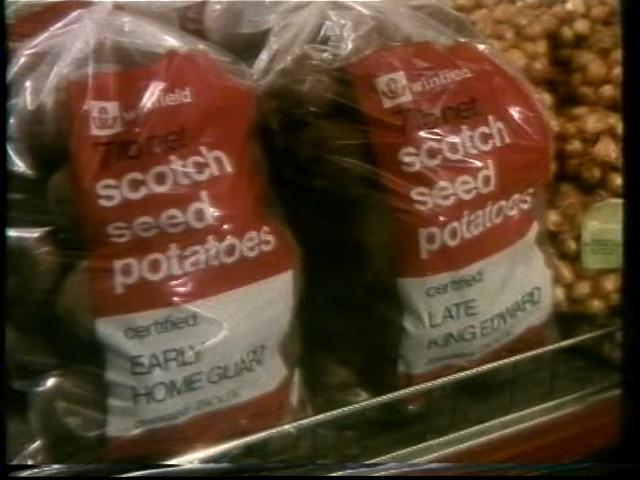 winfield
7lb net
scotch
seed
potatoes
certified
EARLY
HOME GUARD
winfield
7lb net
scotch
seed
potatoes
certified
LATE
KING EDWARD